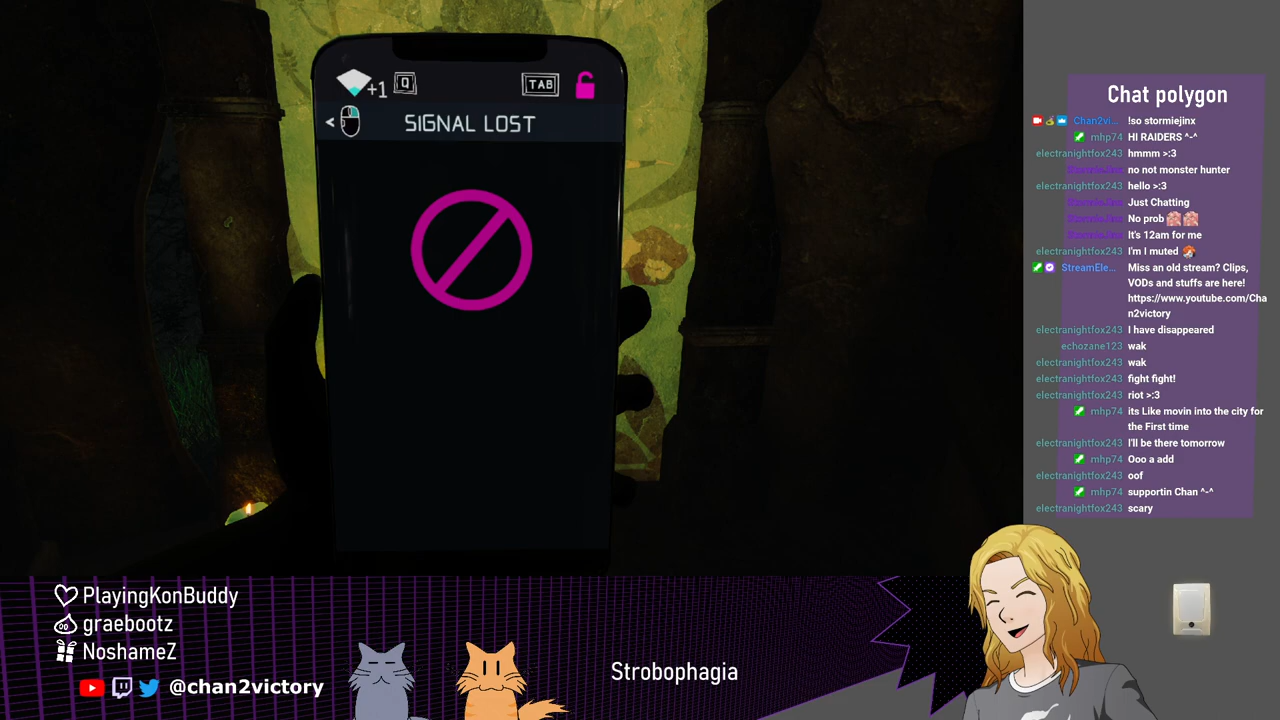 +1 Q TAB
< SIGNAL LOST
Chat polygon
Chan2vi... !so stormiejinx
mhp74 HI RAIDERS ^-^
electranightfox243 hmmm >:3
no not monster hunter
electranightfox243 hello >:3
Just Chatting
No prob
It's 12am for me
electranightfox243 I'm I muted
StreamEle... Miss an old stream? Clips,
VODs and stuffs are here!
https://www.youtube.com/Cha
n2victory
electranightfox243 I have disappeared
echozane123 wak
electranightfox243 wak
electranightfox243 fight fight!
electranightfox243 riot >:3
mhp74 its Like movin into the city for
the First time
electranightfox243 I'll be there tomorrow
mhp74 Ooo a add
electranightfox243 oof
mhp74 supportin Chan ^-^
electranightfox243 scary
PlayingKonBuddy
graebootz
NoshameZ
@chan2victory
Strobophagia